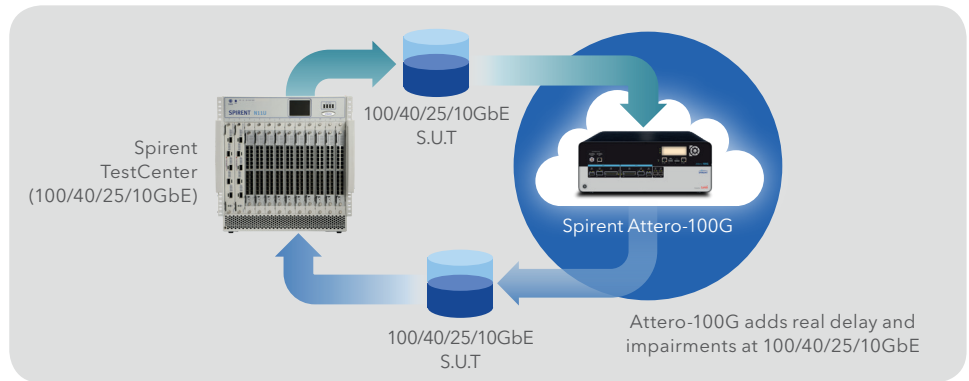 SPIRENT N11U
100/40/25/10GbE
S.U.T
Spirent
TestCenter
(100/40/25/10GbE)
Spirent Attero-100G
100/40/25/10GbE
S.U.T
Attero-100G adds real delay and
impairments at 100/40/25/10GbE